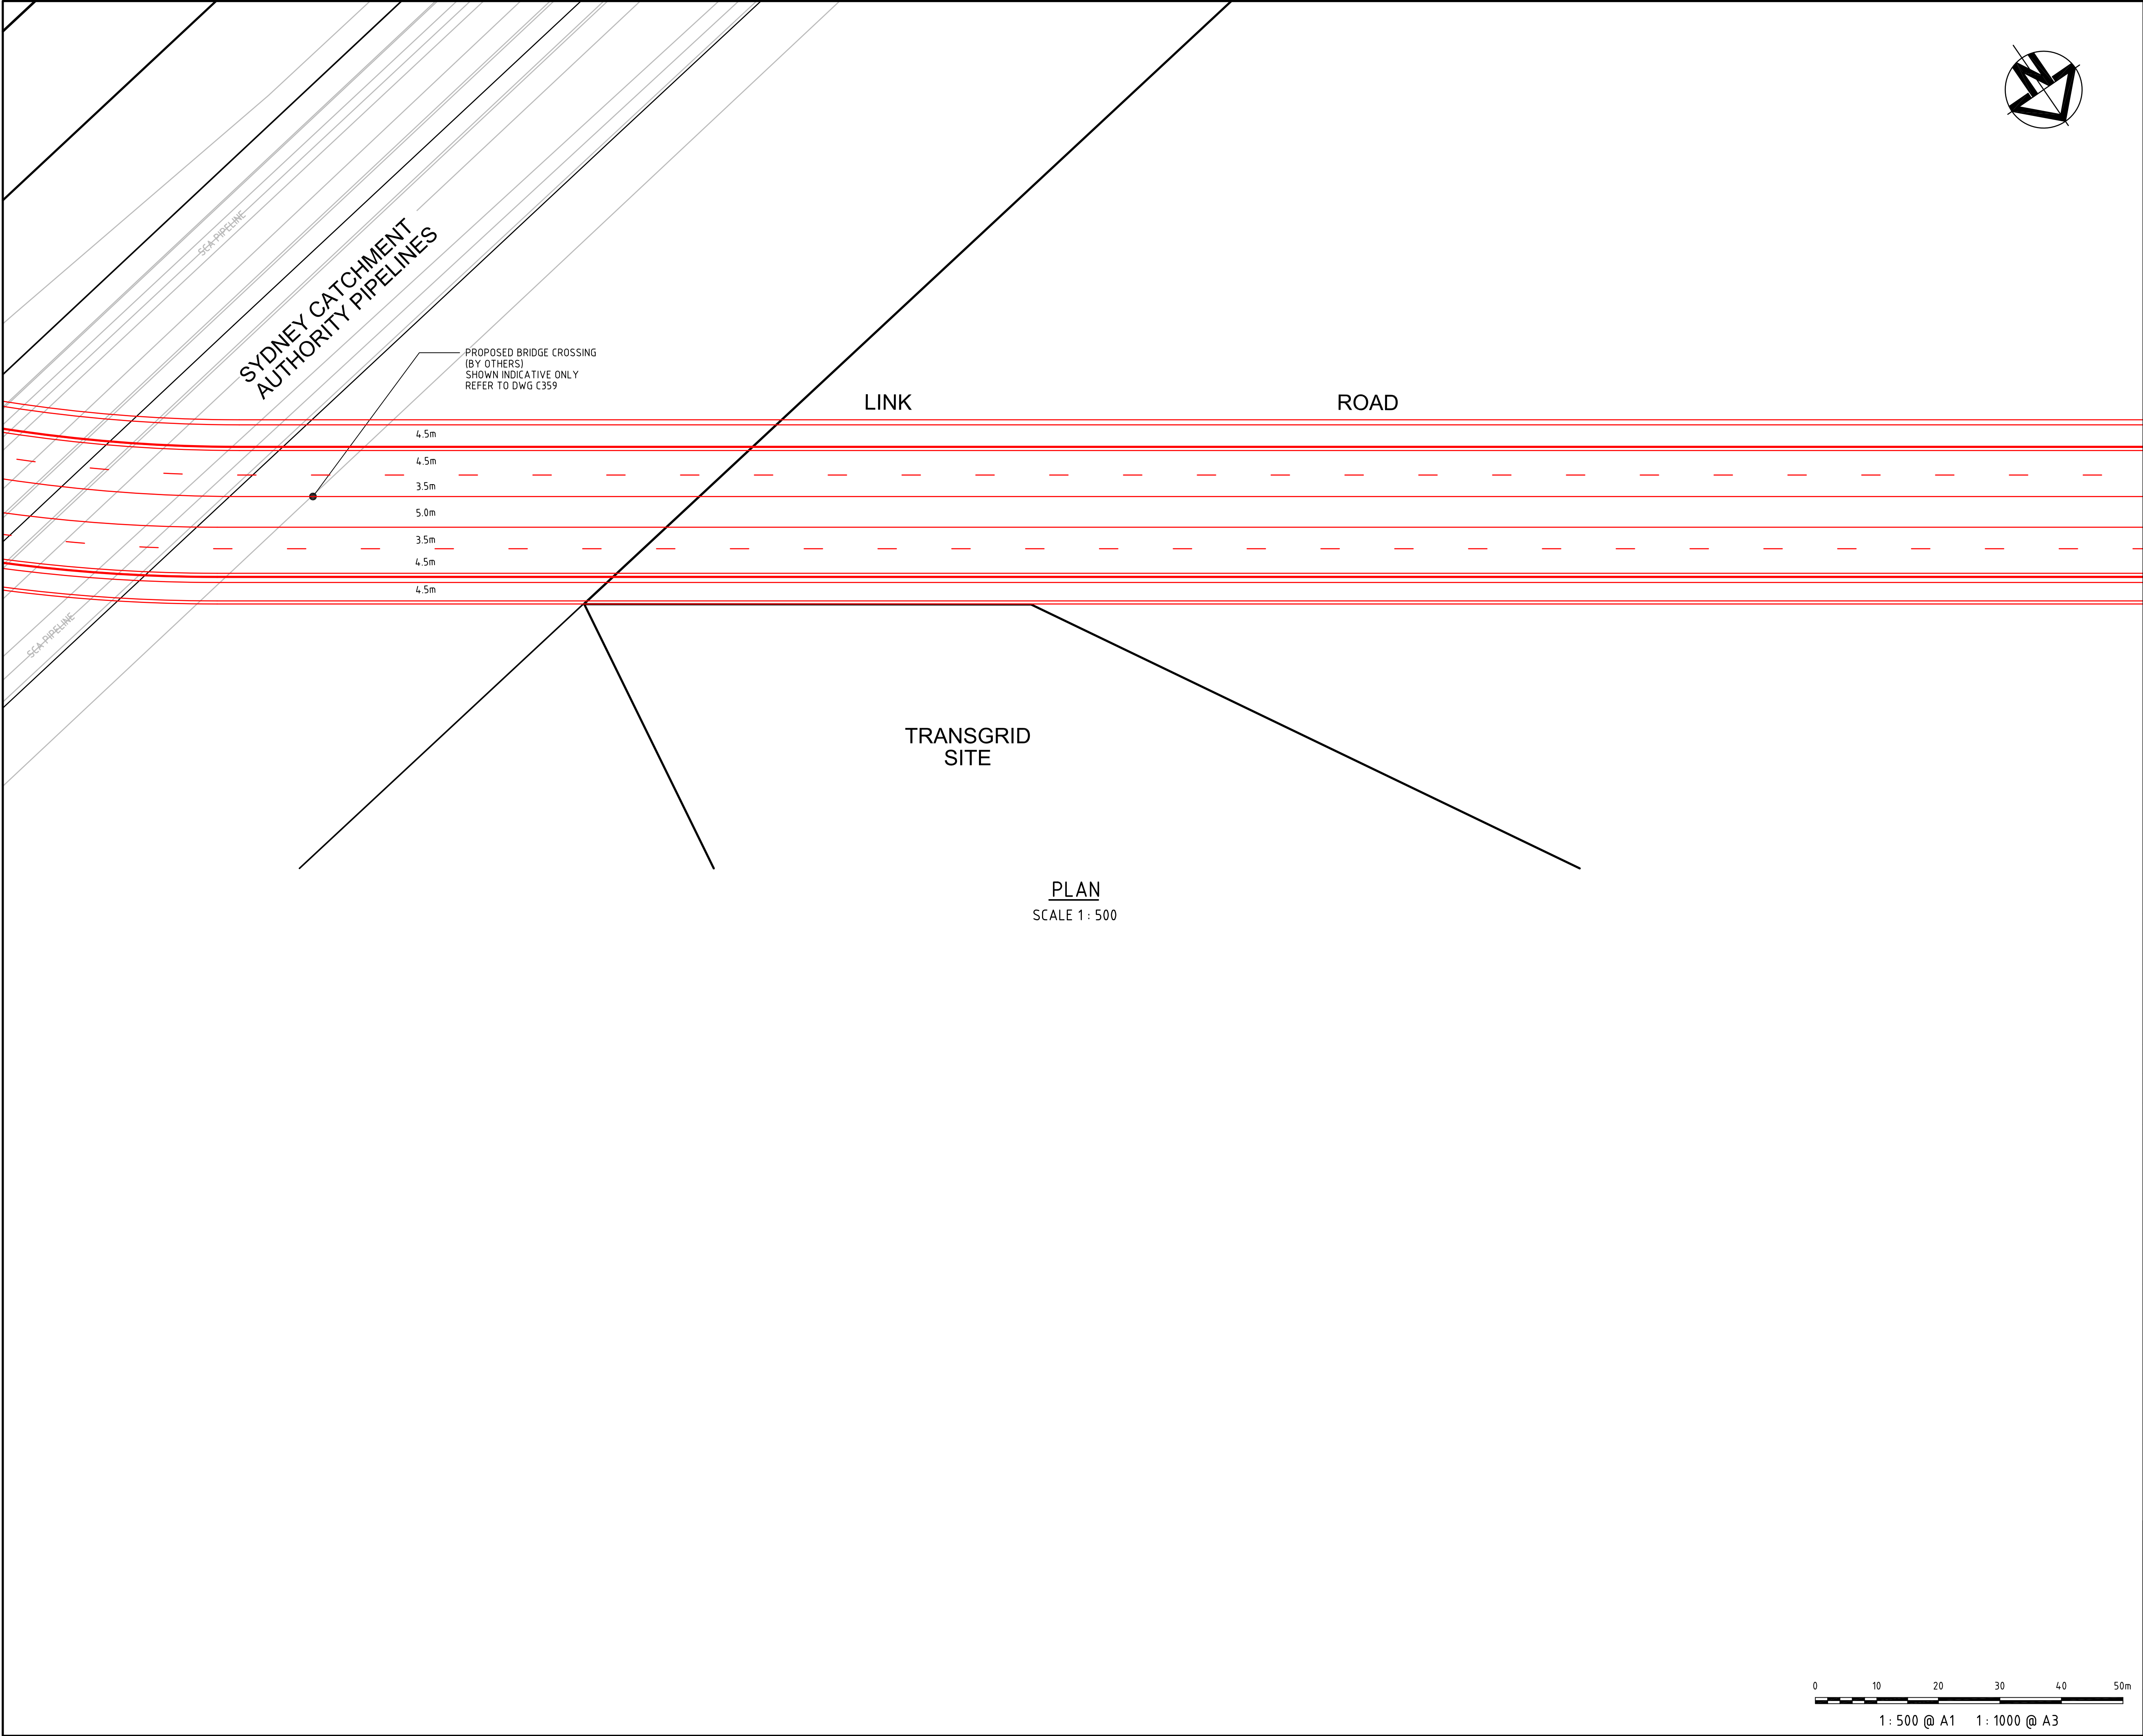 N
SCA PIPELINE
SYDNEY CATCHMENT
AUTHORITY PIPELINES
PROPOSED BRIDGE CROSSING
(BY OTHERS)
SHOWN INDICATIVE ONLY
REFER TO DWG C359
LINK ROAD
4.5m
4.5m
3.5m
5.0m
3.5m
4.5m
4.5m
SCA PIPELINE
TRANSGRID
SITE
PLAN
SCALE 1 : 500
0 10 20 30 40 50m
1 : 500 @ A1 1 : 1000 @ A3